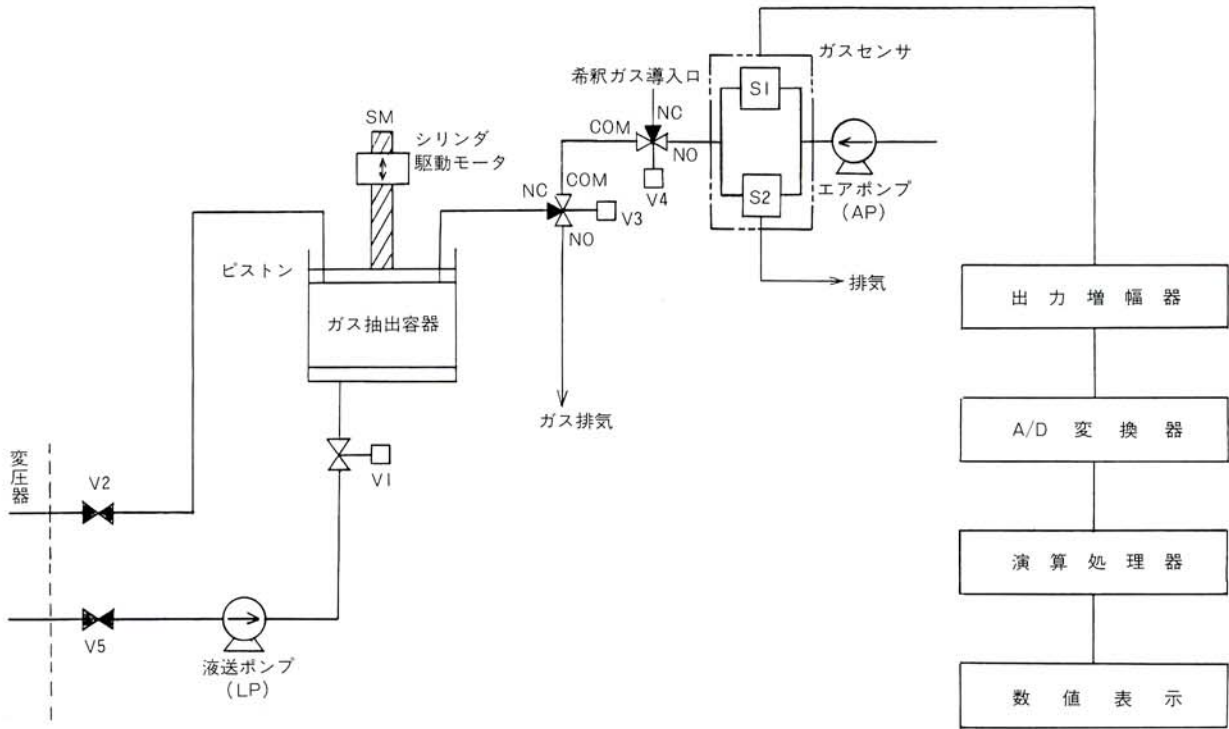 ガスセンサ
希釈ガス導入口
S1
NC
SM
COM
シリンダ
駆動モータ
NO
エアポンプ
(AP)
V4
S2
COM
NC
V3
NO
ピストン
排気
出力増幅器
ガス抽出容器
ガス排気
A/D変換器
変圧器
V1
V2
演算処理器
V5
液送ポンプ
(LP)
数値表示